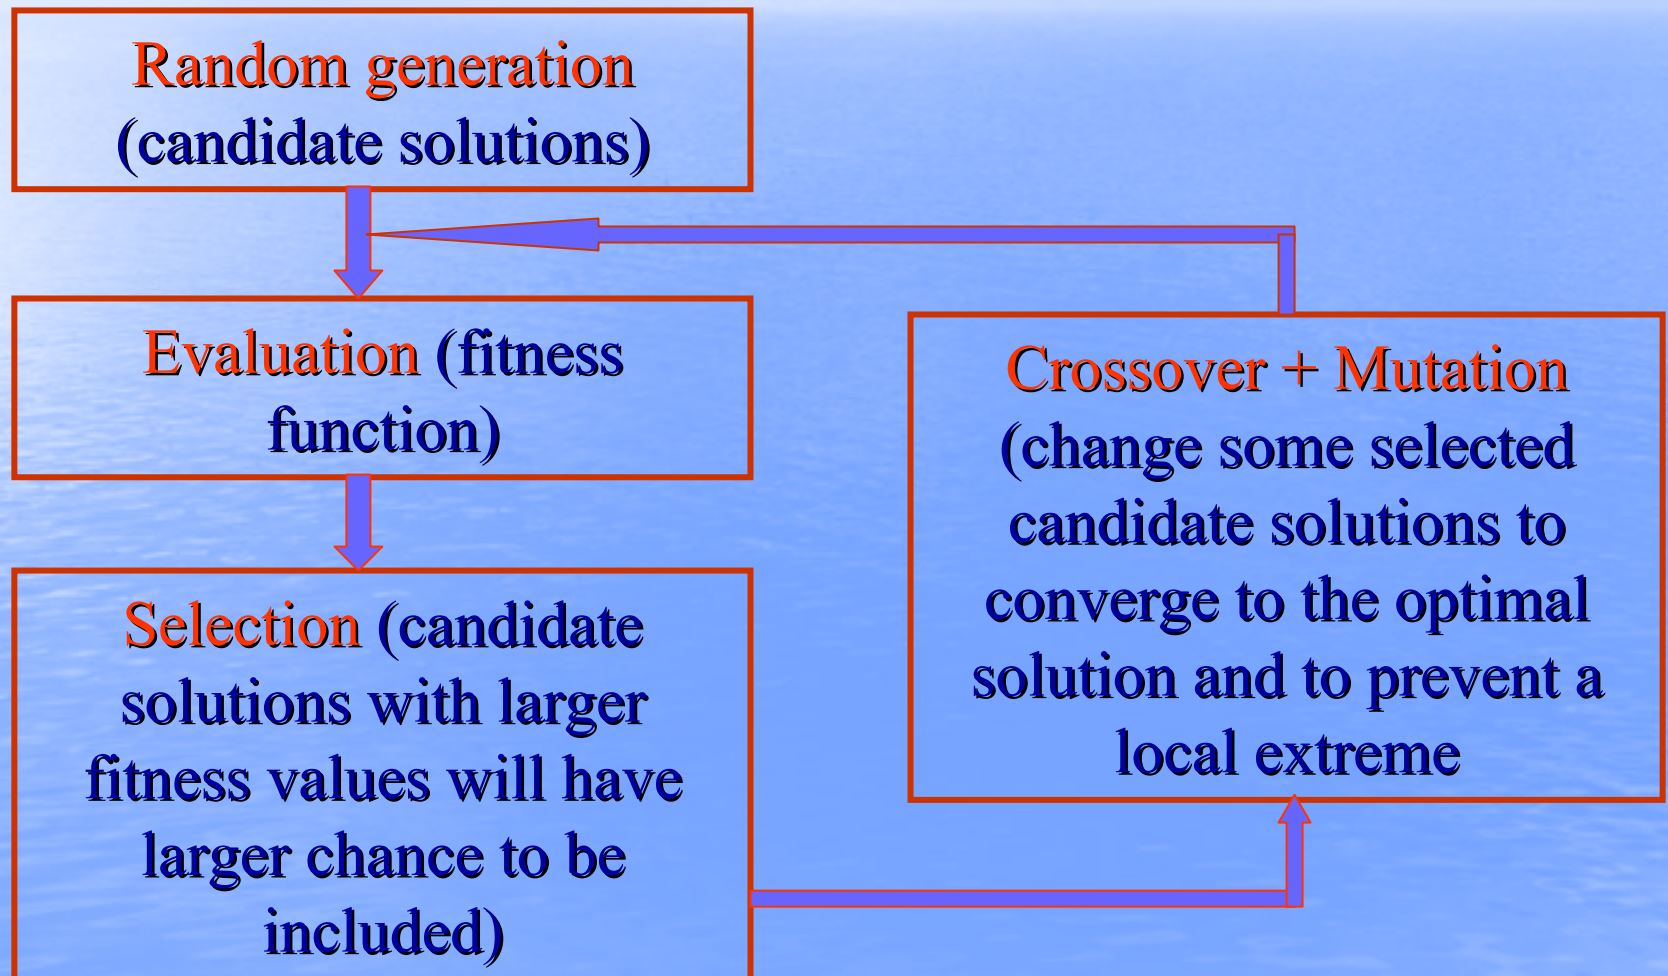 Random generation
(candidate solutions)
Evaluation (fitness
function)
Selection (candidate
solutions with larger
fitness values will have
larger chance to be
included)
Crossover + Mutation
(change some selected
candidate solutions to
converge to the optimal
solution and to prevent a
local extreme